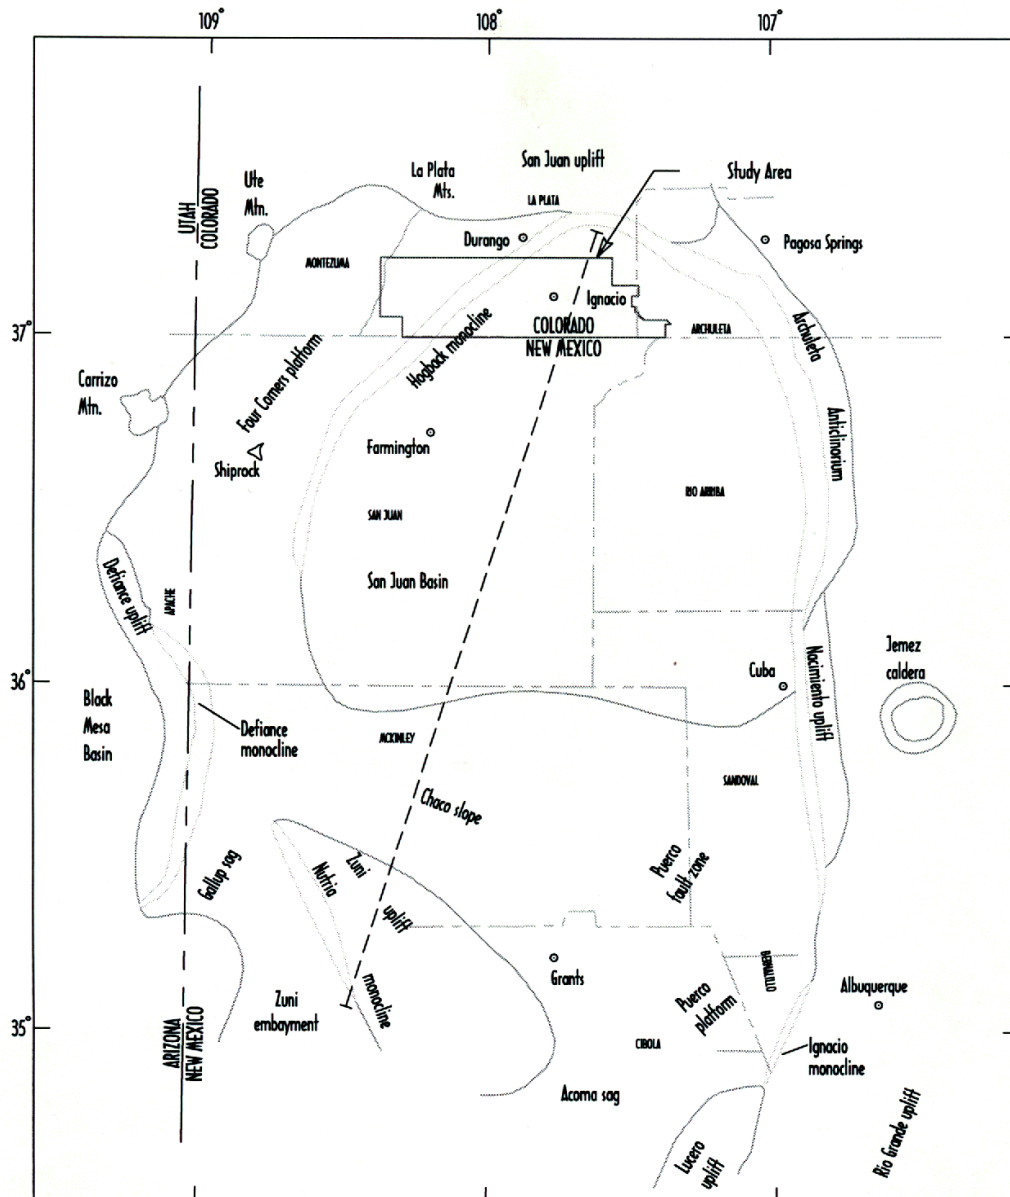 109°
108°
107°
San Juan uplift
La Plata
Mts.
Study Area
Ute
Mtn.
LA PLATA
UTAH
COLORADO
Durango
Pagosa Springs
MONTEZUMA
Ignacio
37°
COLORADO
NEW MEXICO
ARCHULETA
Archuleta
Anticlinorium
Hogback monocline
Four Corners platform
Carrizo
Mtn.
Farmington
Shiprock
RIO ARRIBA
SAN JUAN
San Juan Basin
Defiance uplift
APACHE
36°
Cuba
Nacimiento uplift
Jemez
caldera
Black
Mesa
Basin
Defiance
monocline
MCKINLEY
SANDOVAL
Chaco slope
Gallup sag
Zuni
uplift
Nutria
monocline
Puerco
fault zone
Grants
BERNALILLO
Albuquerque
Puerco
platform
Zuni
embayment
35°
ARIZONA
NEW MEXICO
CIBOLA
Ignacio
monocline
Acoma sag
Lucero
uplift
Rio Grande uplift